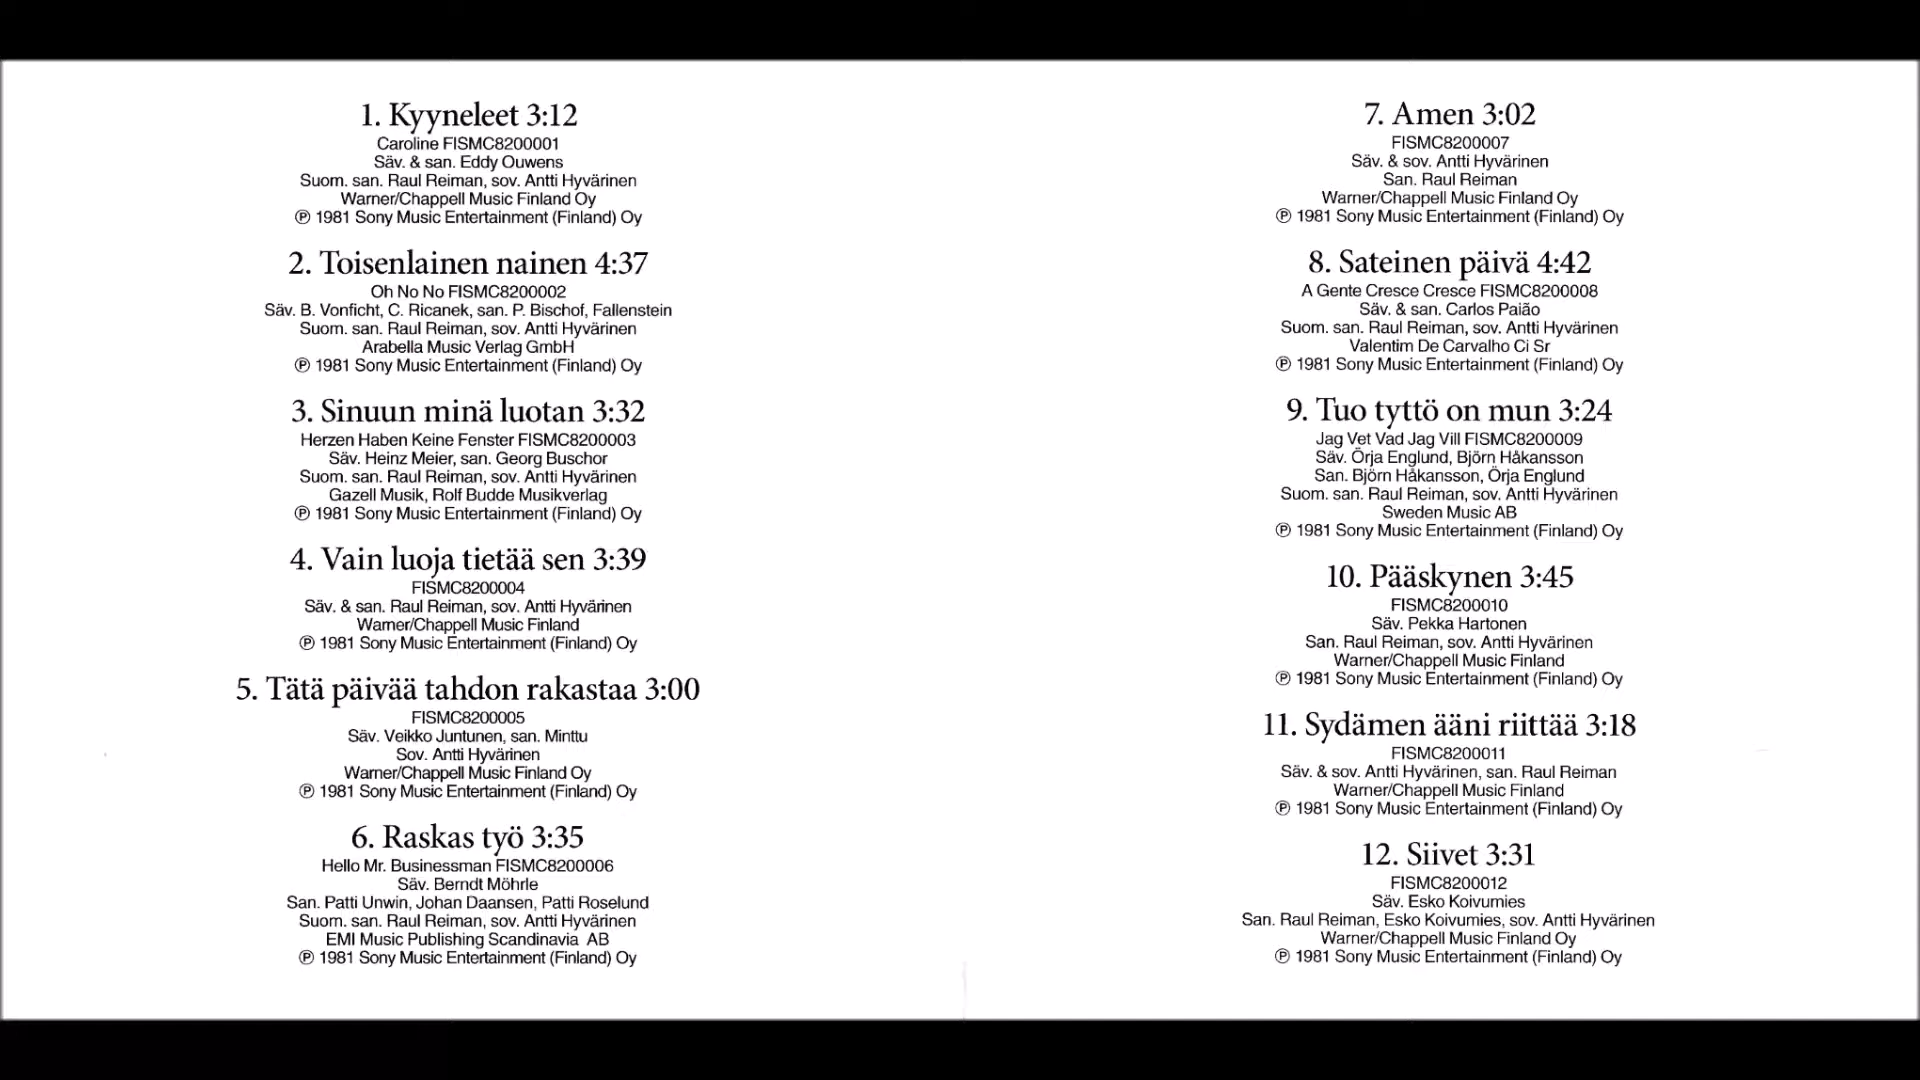 1. Kyyneleet 3:12
Caroline FISMC8200001
Säv. & san. Eddy Ouwens
Suom. san. Raul Reiman, sov. Antti Hyvärinen
Warner/Chappell Music Finland Oy
℗ 1981 Sony Music Entertainment (Finland) Oy
2. Toisenlainen nainen 4:37
Oh No No FISMC8200002
Säv. B. Vonficht, C. Ricanek, san. P. Bischof, Fallenstein
Suom. san. Raul Reiman, sov. Antti Hyvärinen
Arabella Music Verlag GmbH
℗ 1981 Sony Music Entertainment (Finland) Oy
3. Sinuun minä luotan 3:32
Herzen Haben Keine Fenster FISMC8200003
Säv. Heinz Meier, san. Georg Buschor
Suom. san. Raul Reiman, sov. Antti Hyvärinen
Gazell Musik, Rolf Budde Musikverlag
℗ 1981 Sony Music Entertainment (Finland) Oy
4. Vain luoja tietää sen 3:39
FISMC8200004
Säv. & san. Raul Reiman, sov. Antti Hyvärinen
Warner/Chappell Music Finland
℗ 1981 Sony Music Entertainment (Finland) Oy
5. Tätä päivää tahdon rakastaa 3:00
FISMC8200005
Säv. Veikko Juntunen, san. Minttu
Sov. Antti Hyvärinen
Warner/Chappell Music Finland Oy
℗ 1981 Sony Music Entertainment (Finland) Oy
6. Raskas työ 3:35
Hello Mr. Businessman FISMC8200006
Säv. Berndt Möhrle
San. Patti Unwin, Johan Daansen, Patti Roselund
Suom. san. Raul Reiman, sov. Antti Hyvärinen
EMI Music Publishing Scandinavia AB
℗ 1981 Sony Music Entertainment (Finland) Oy
7. Amen 3:02
FISMC8200007
Säv. & sov. Antti Hyvärinen
San. Raul Reiman
Warner/Chappell Music Finland Oy
℗ 1981 Sony Music Entertainment (Finland) Oy
8. Sateinen päivä 4:42
A Gente Cresce Cresce FISMC8200008
Säv. & san. Carlos Paião
Suom. san. Raul Reiman, sov. Antti Hyvärinen
Valentim De Carvalho Ci Sr
℗ 1981 Sony Music Entertainment (Finland) Oy
9. Tuo tyttö on mun 3:24
Jag Vet Vad Jag Vill FISMC8200009
Säv. Örja Englund, Björn Håkansson
San. Björn Håkansson, Örja Englund
Suom. san. Raul Reiman, sov. Antti Hyvärinen
Sweden Music AB
℗ 1981 Sony Music Entertainment (Finland) Oy
10. Pääskynen 3:45
FISMC8200010
Säv. Pekka Hartonen
San. Raul Reiman, sov. Antti Hyvärinen
Warner/Chappell Music Finland
℗ 1981 Sony Music Entertainment (Finland) Oy
11. Sydämen ääni riittää 3:18
FISMC8200011
Säv. & sov. Antti Hyvärinen, san. Raul Reiman
Warner/Chappell Music Finland
℗ 1981 Sony Music Entertainment (Finland) Oy
12. Siivet 3:31
FISMC8200012
Säv. Esko Koivumies
San. Raul Reiman, Esko Koivumies, sov. Antti Hyvärinen
Warner/Chappell Music Finland Oy
℗ 1981 Sony Music Entertainment (Finland) Oy